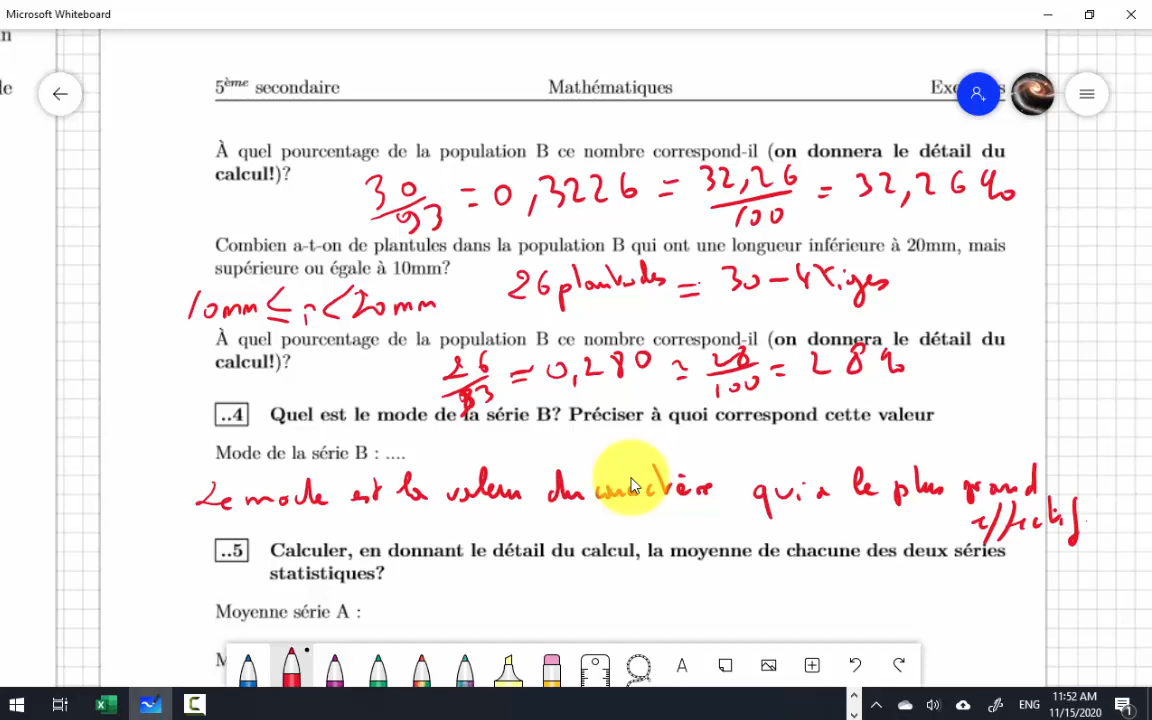 Microsoft Whiteboard
5ème secondaire Mathématiques Exe s
À quel pourcentage de la population B ce nombre correspond-il (on donnera le détail du
calcul!)?
30/93 = 0,3226 = 32,26/100 = 32,26%
Combien a-t-on de plantules dans la population B qui ont une longueur inférieure à 20mm, mais
supérieure ou égale à 10mm?
26 plantules = 30 - 4 tiges
10mm ≤ < 20mm
À quel pourcentage de la population B ce nombre correspond-il (on donnera le détail du
calcul!)?
26/93 = 0,280 = 28/100 = 28%
..4 Quel est le mode de la série B? Préciser à quoi correspond cette valeur
Mode de la série B : ....
Le mode est la valeur du caractère qui a le plus grand
effectif
..5 Calculer, en donnant le détail du calcul, la moyenne de chacune des deux séries
statistiques?
Moyenne série A :
M
A
ENG
11:52 AM
11/15/2020
1